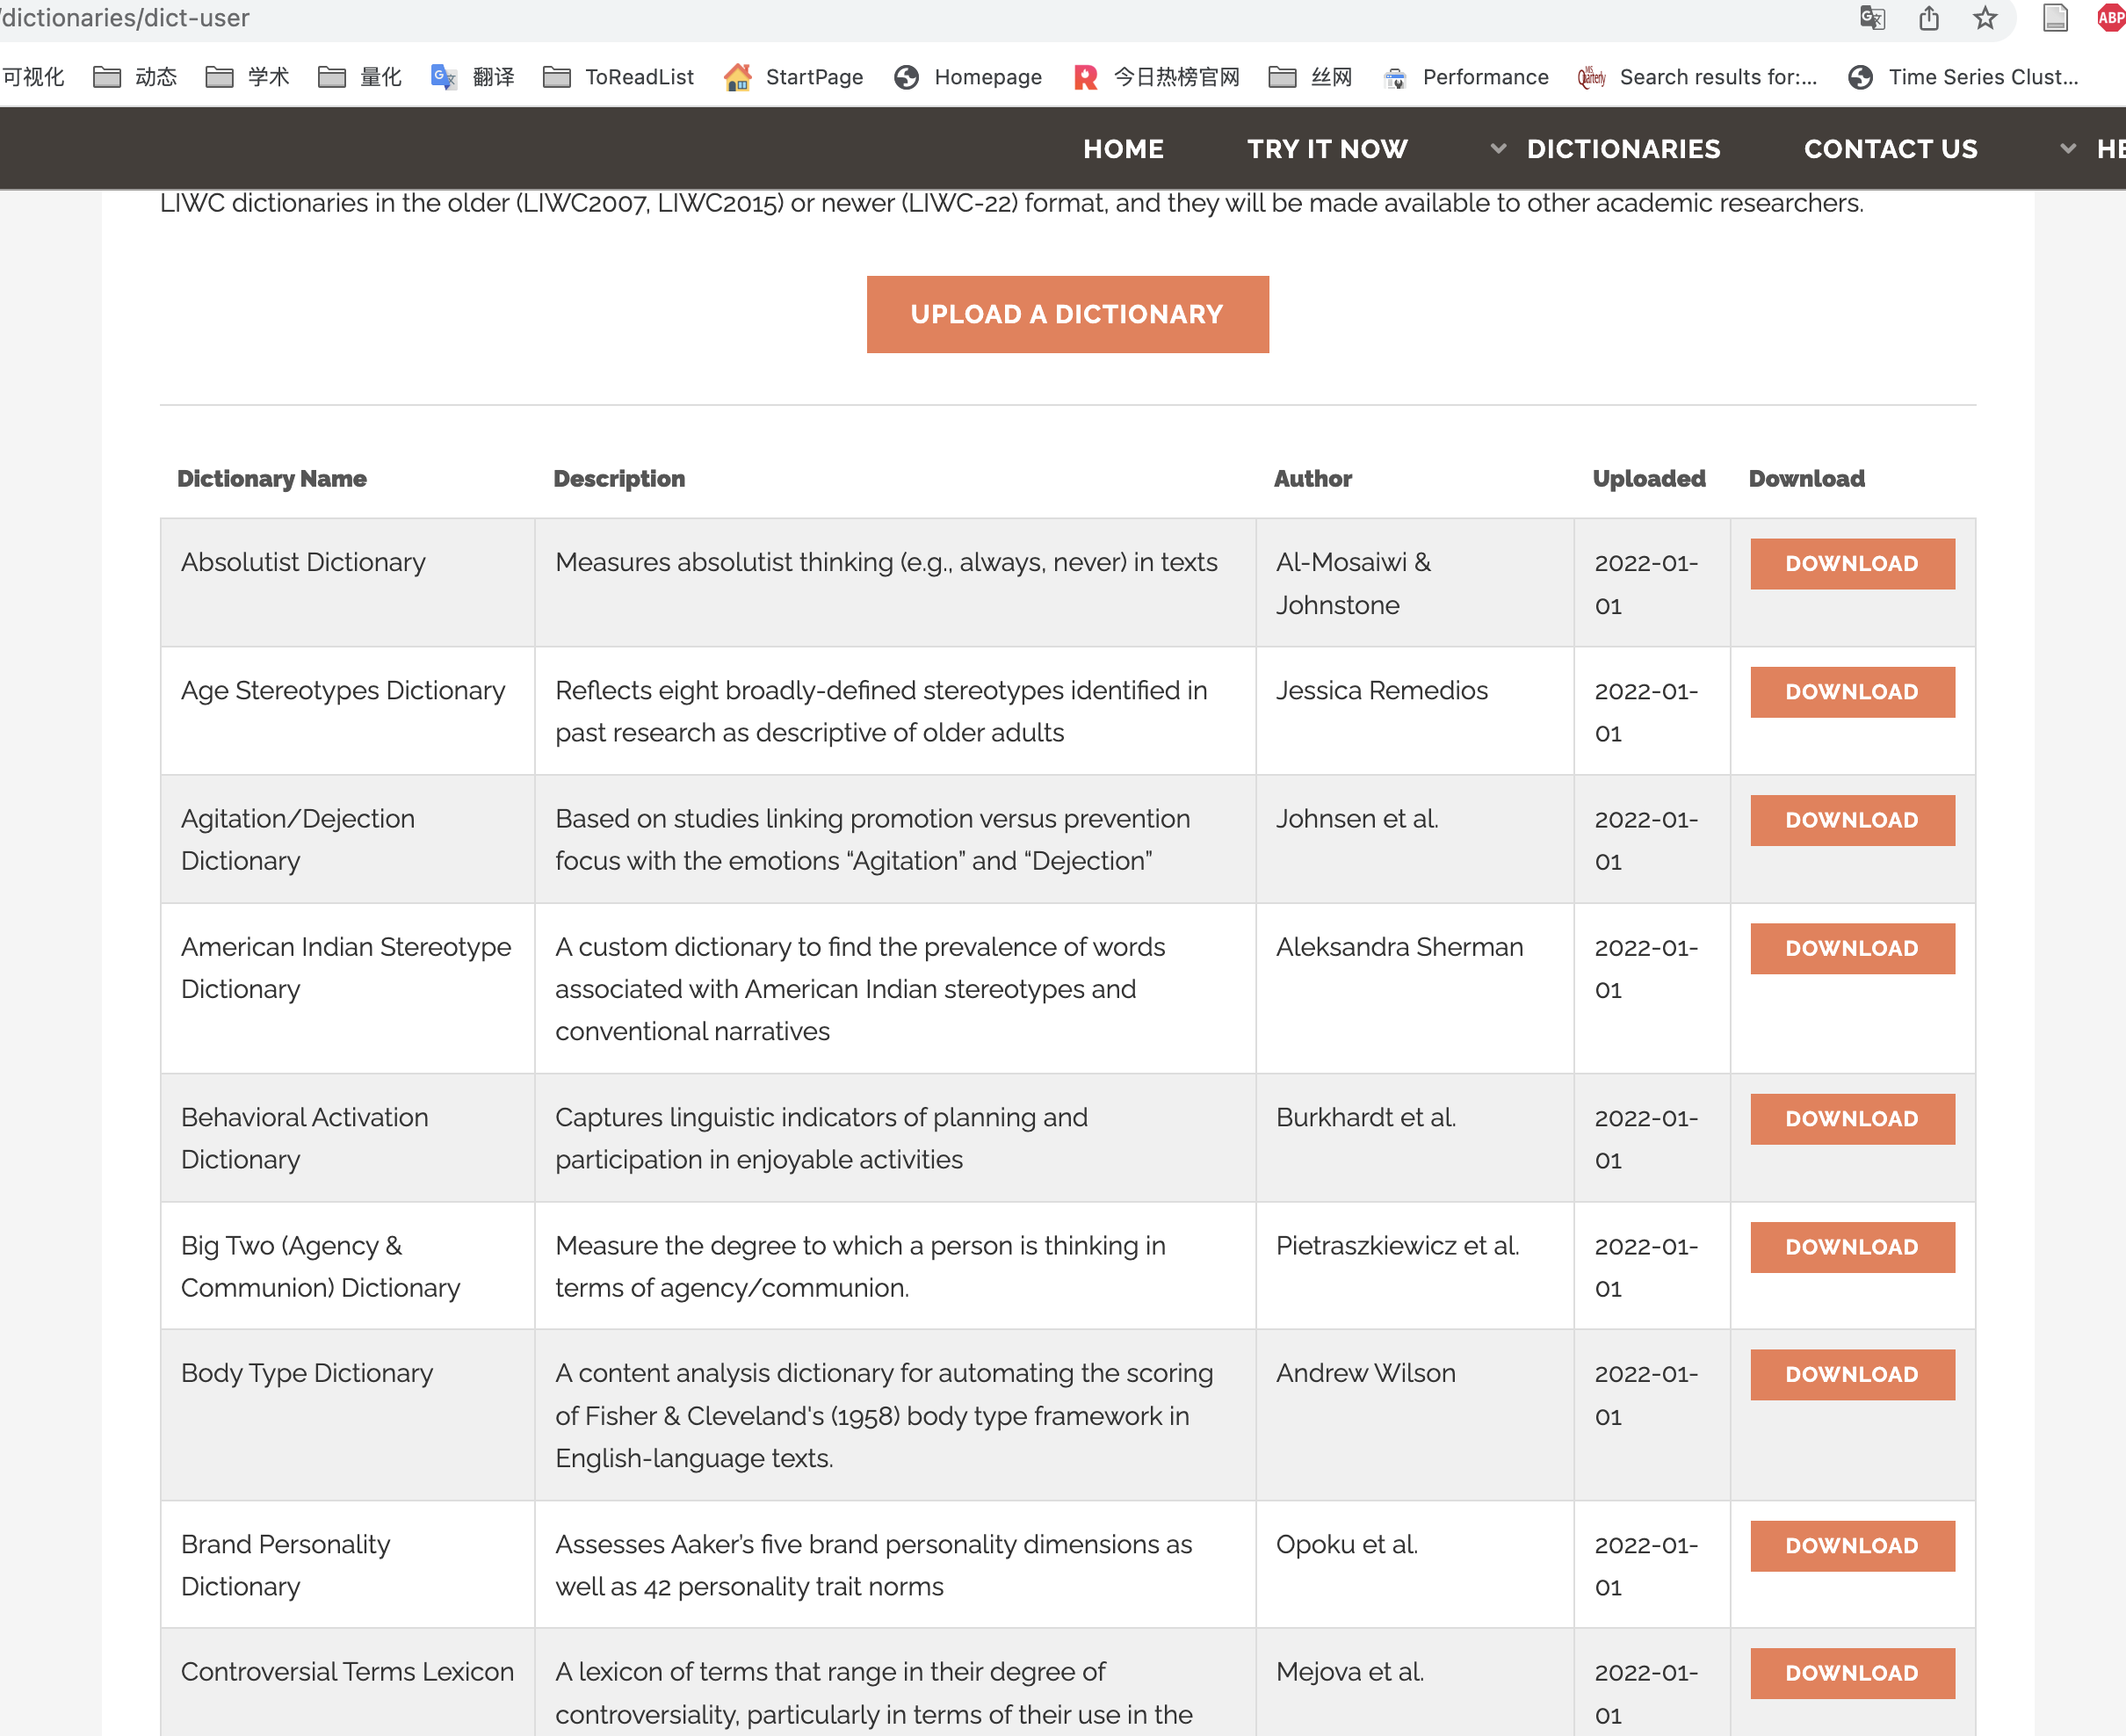 /dictionaries/dict-user
ABP
可视化 动态 学术 量化 翻译 ToReadList StartPage Homepage 今日热榜官网 丝网 Performance Search results for:... Time Series Clust...
HOME TRY IT NOW DICTIONARIES CONTACT US HE
LIWC dictionaries in the older (LIWC2007, LIWC2015) or newer (LIWC-22) format, and they will be made available to other academic researchers.
UPLOAD A DICTIONARY
Dictionary Name Description Author Uploaded Download
Absolutist Dictionary Measures absolutist thinking (e.g., always, never) in texts Al-Mosaiwi & 2022-01- DOWNLOAD
Johnstone 01
Age Stereotypes Dictionary Reflects eight broadly-defined stereotypes identified in Jessica Remedios 2022-01- DOWNLOAD
past research as descriptive of older adults 01
Agitation/Dejection Based on studies linking promotion versus prevention Johnsen et al. 2022-01- DOWNLOAD
Dictionary focus with the emotions “Agitation” and “Dejection” 01
American Indian Stereotype A custom dictionary to find the prevalence of words Aleksandra Sherman 2022-01- DOWNLOAD
Dictionary associated with American Indian stereotypes and 01
conventional narratives
Behavioral Activation Captures linguistic indicators of planning and Burkhardt et al. 2022-01- DOWNLOAD
Dictionary participation in enjoyable activities 01
Big Two (Agency & Measure the degree to which a person is thinking in Pietraszkiewicz et al. 2022-01- DOWNLOAD
Communion) Dictionary terms of agency/communion. 01
Body Type Dictionary A content analysis dictionary for automating the scoring Andrew Wilson 2022-01- DOWNLOAD
of Fisher & Cleveland's (1958) body type framework in 01
English-language texts.
Brand Personality Assesses Aaker’s five brand personality dimensions as Opoku et al. 2022-01- DOWNLOAD
Dictionary well as 42 personality trait norms 01
Controversial Terms Lexicon A lexicon of terms that range in their degree of Mejova et al. 2022-01- DOWNLOAD
controversiality, particularly in terms of their use in the 01